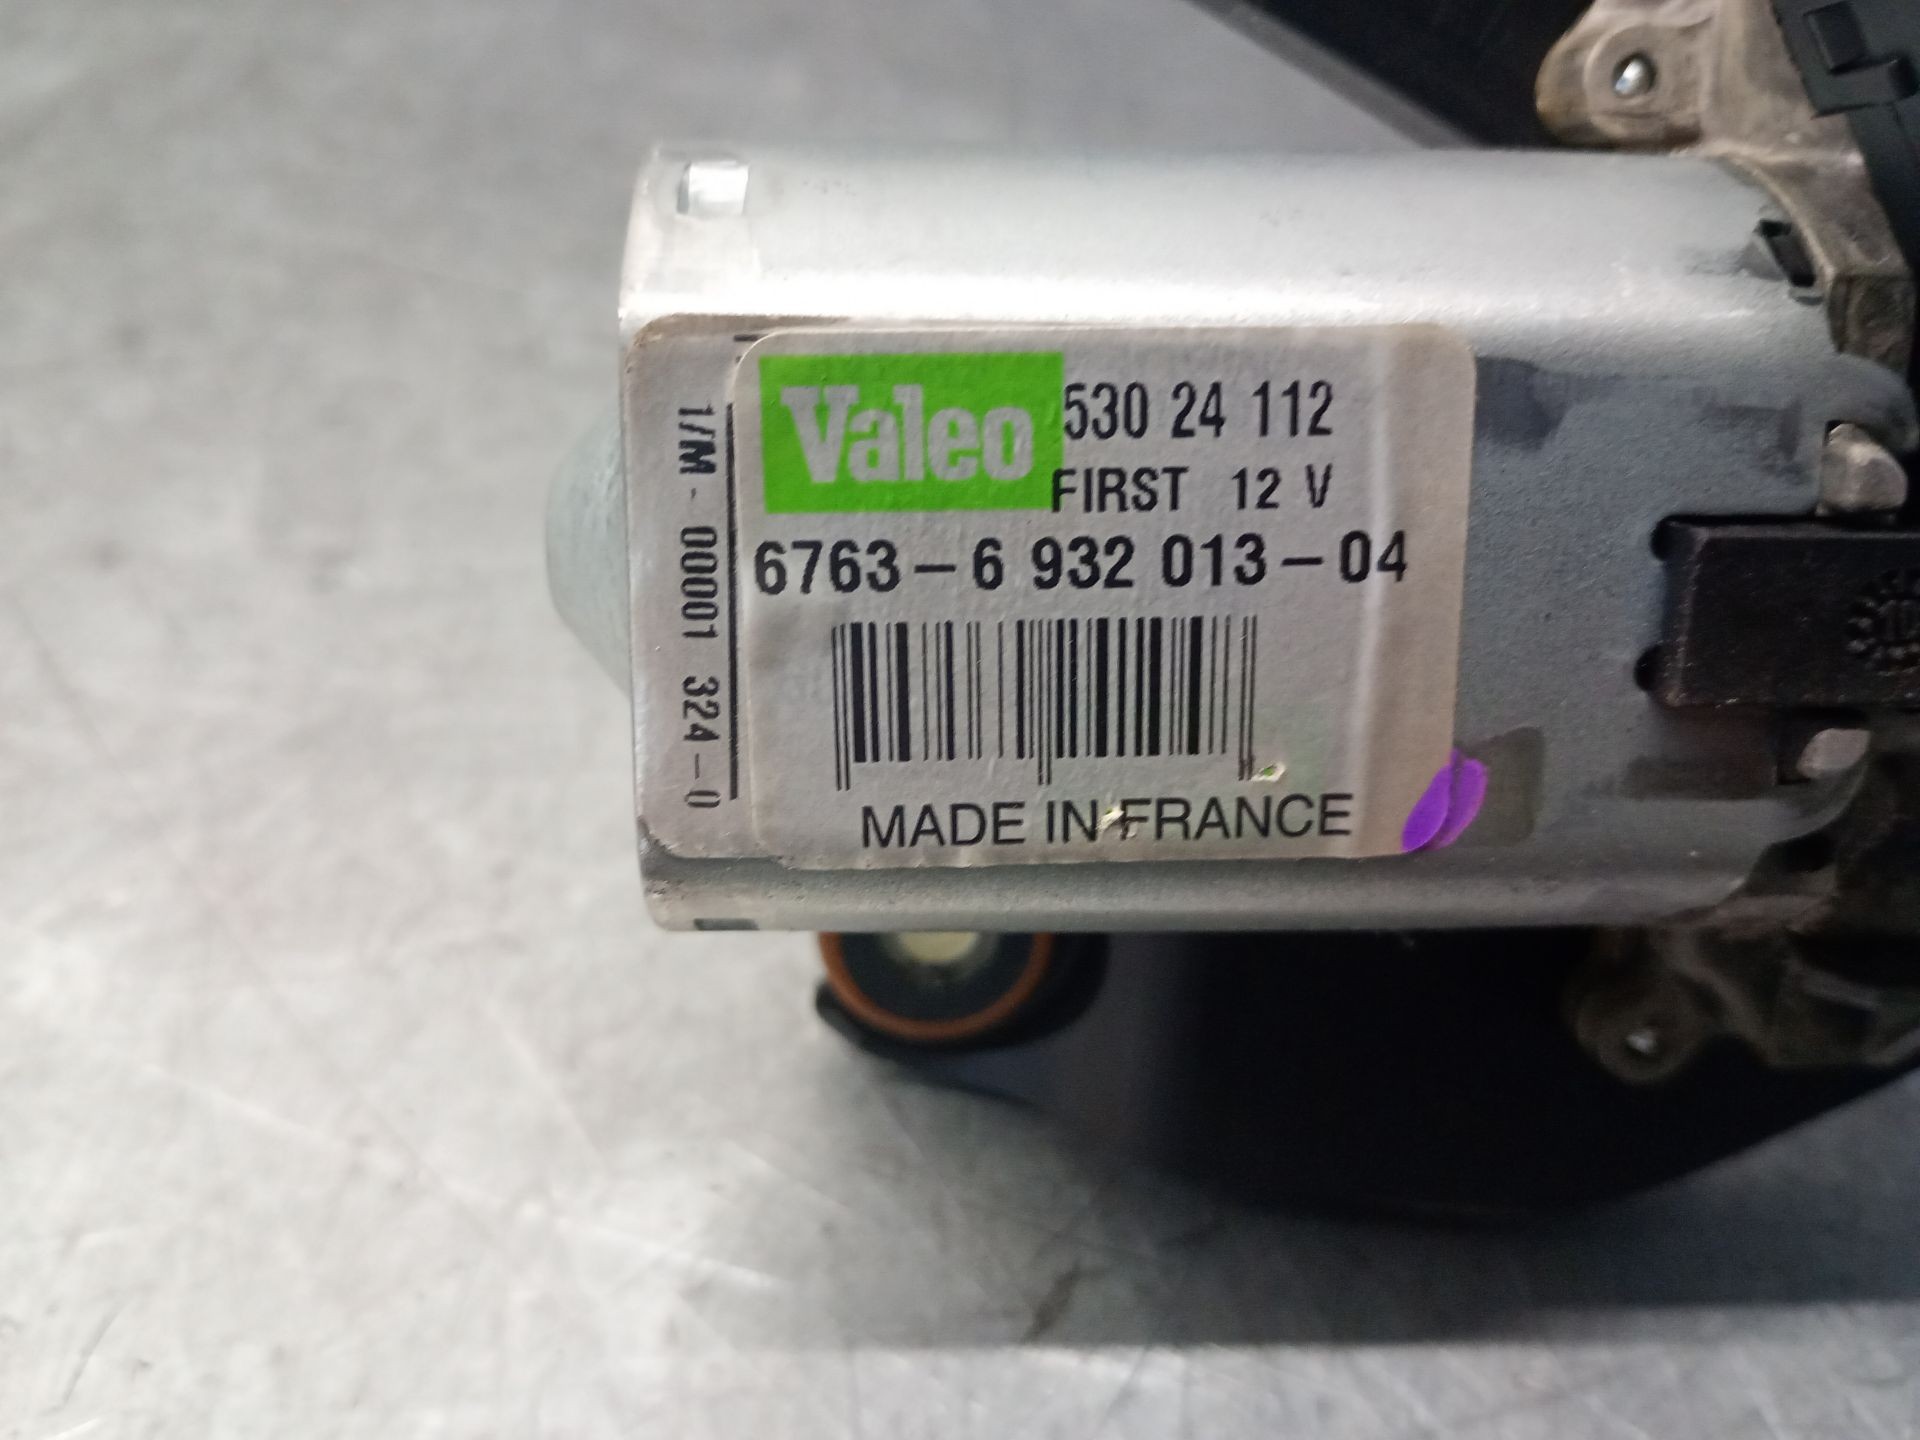 Valeo 530 24 112
FIRST 12 V
6763-6 932 013-04
MADE IN FRANCE
1/M-00001 324-0